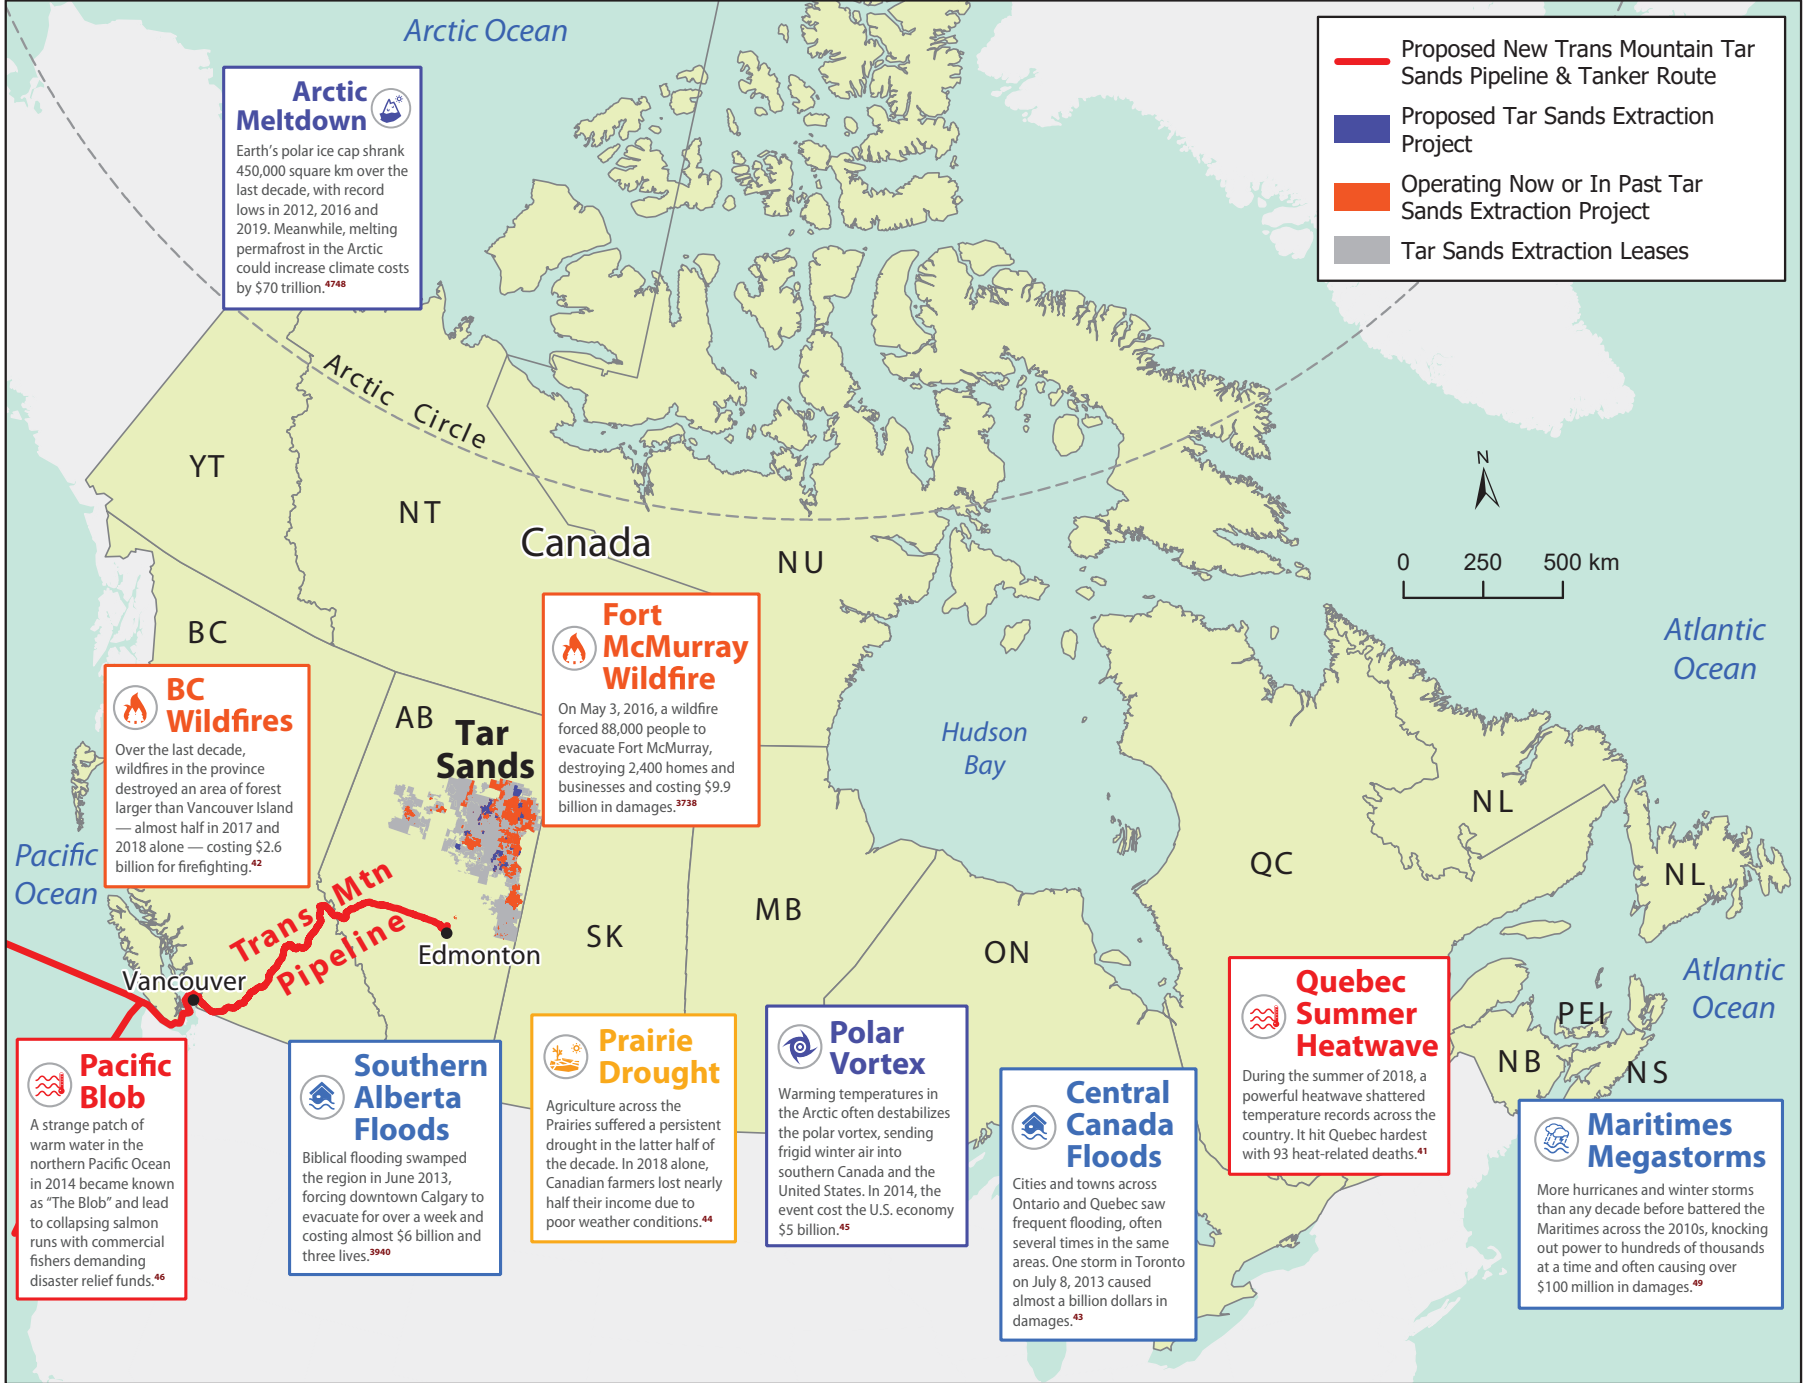 Arctic Ocean
Proposed New Trans Mountain Tar
Sands Pipeline & Tanker Route
Proposed Tar Sands Extraction
Project
Operating Now or In Past Tar
Sands Extraction Project
Tar Sands Extraction Leases
Arctic
Meltdown
Earth's polar ice cap shrank
450,000 square km over the
last decade, with record
lows in 2012, 2016 and
2019. Meanwhile, melting
permafrost in the Arctic
could increase climate costs
by $70 trillion.4748
Arctic Circle
YT
NT
Canada
NU
N
0 250 500 km
BC
Atlantic
Ocean
Fort
McMurray
Wildfire
On May 3, 2016, a wildfire
forced 88,000 people to
evacuate Fort McMurray,
destroying 2,400 homes and
businesses and costing $9.9
billion in damages.3738
BC
Wildfires
Over the last decade,
wildfires in the province
destroyed an area of forest
larger than Vancouver Island
— almost half in 2017 and
2018 alone — costing $2.6
billion for firefighting.42
AB
Tar
Sands
Hudson
Bay
NL
QC
NL
Pacific
Ocean
Trans Mtn
Pipeline
Edmonton
Vancouver
SK
MB
ON
Atlantic
Ocean
PEI
NB
NS
Pacific
Blob
A strange patch of
warm water in the
northern Pacific Ocean
in 2014 became known
as “The Blob” and lead
to collapsing salmon
runs with commercial
fishers demanding
disaster relief funds.46
Southern
Alberta
Floods
Biblical flooding swamped
the region in June 2013,
forcing downtown Calgary to
evacuate for over a week and
costing almost $6 billion and
three lives.3940
Prairie
Drought
Agriculture across the
Prairies suffered a persistent
drought in the latter half of
the decade. In 2018 alone,
Canadian farmers lost nearly
half their income due to
poor weather conditions.44
Polar
Vortex
Warming temperatures in
the Arctic often destabilizes
the polar vortex, sending
frigid winter air into
southern Canada and the
United States. In 2014, the
event cost the U.S. economy
$5 billion.45
Central
Canada
Floods
Cities and towns across
Ontario and Quebec saw
frequent flooding, often
several times in the same
areas. One storm in Toronto
on July 8, 2013 caused
almost a billion dollars in
damages.43
Quebec
Summer
Heatwave
During the summer of 2018, a
powerful heatwave shattered
temperature records across the
country. It hit Quebec hardest
with 93 heat-related deaths.41
Maritimes
Megastorms
More hurricanes and winter storms
than any decade before battered the
Maritimes across the 2010s, knocking
out power to hundreds of thousands
at a time and often causing over
$100 million in damages.49